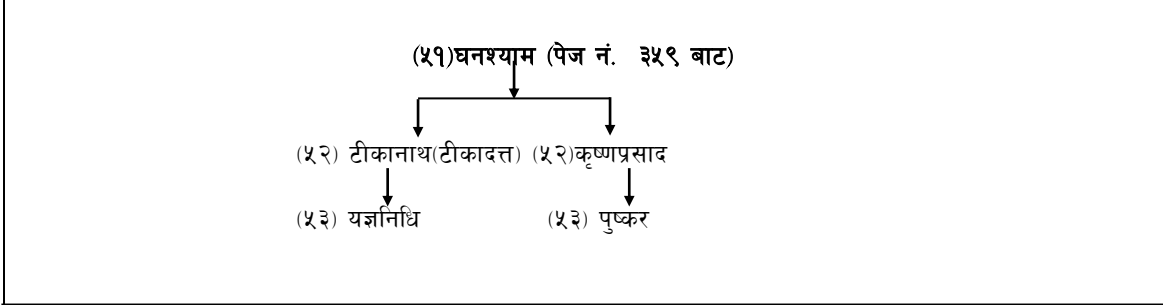 (५१)घनश्याम (पेज नं. ३५९ बाट)
(५२) टीकानाथ(टीकादत्त) (५२)कृष्णप्रसाद
(५३) यज्ञनिधि (५३) पुष्कर